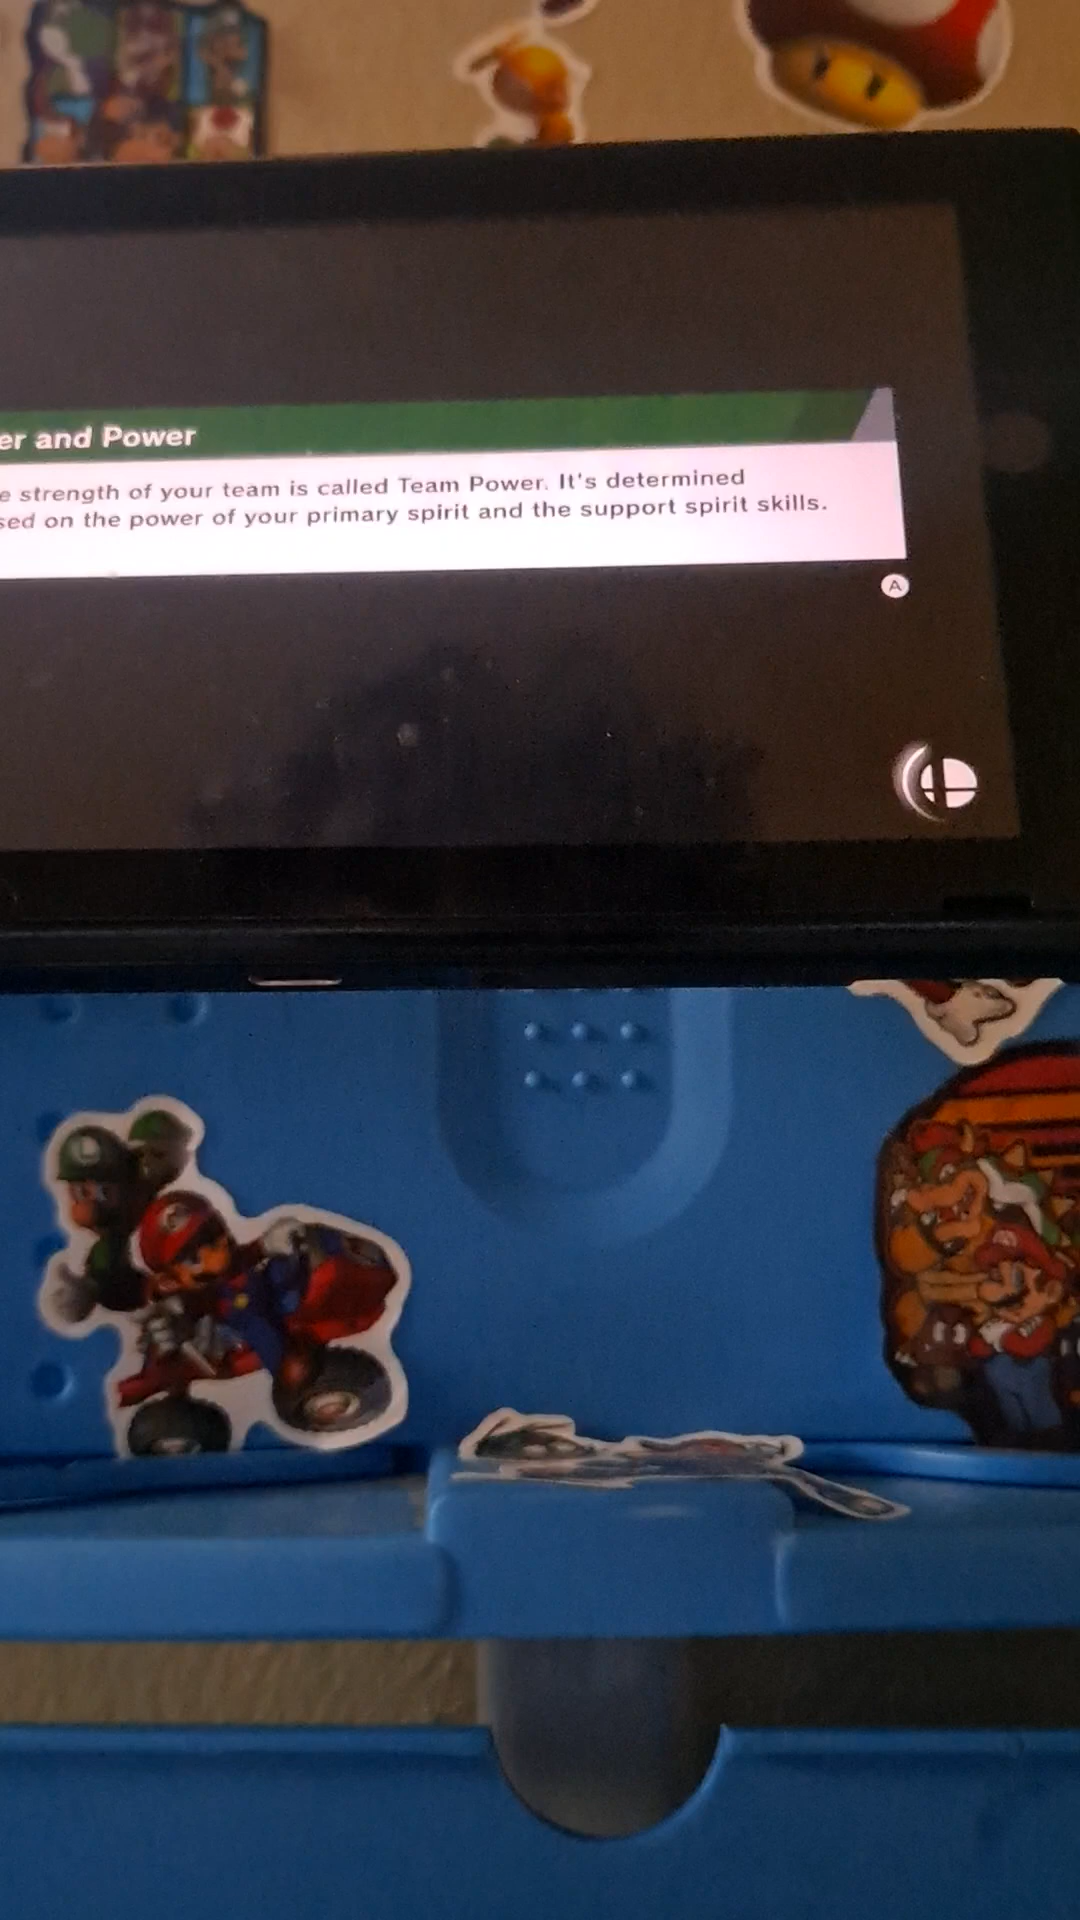 er and Power
e strength of your team is called Team Power. It's determined
sed on the power of your primary spirit and the support spirit skills.
A
L